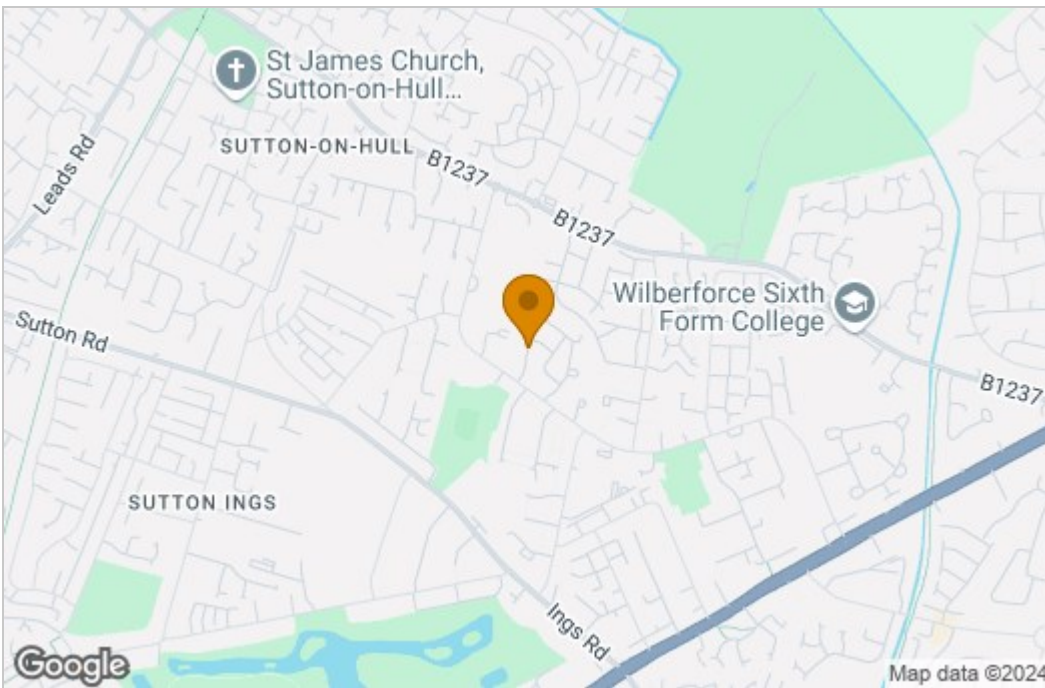 St James Church,
Sutton-on-Hull...
SUTTON-ON-HULL
B1237
Leads Rd
B1237
Wilberforce Sixth
Form College
Sutton Rd
B1237
SUTTON INGS
Ings Rd
Google
Map data ©2024